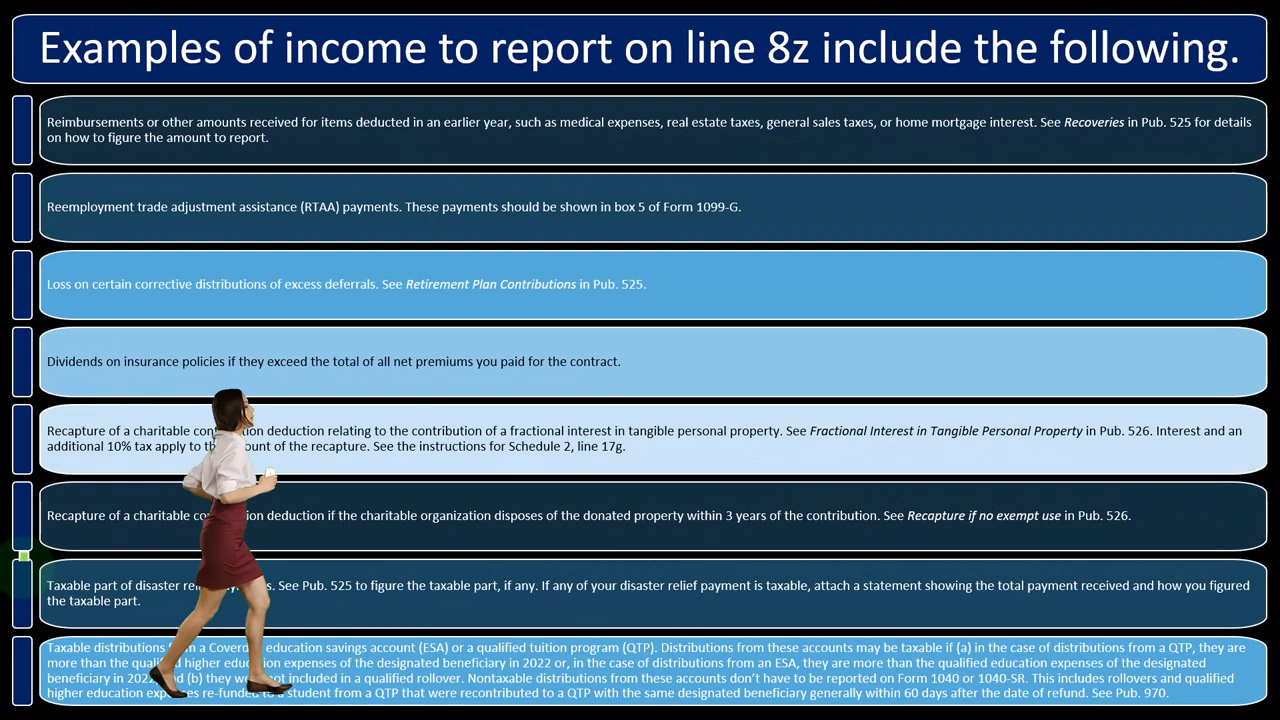 Examples of income to report on line 8z include the following.
Reimbursements or other amounts received for items deducted in an earlier year, such as medical expenses, real estate taxes, general sales taxes, or home mortgage interest. See Recoveries in Pub. 525 for details
on how to figure the amount to report.
Reemployment trade adjustment assistance (RTAA) payments. These payments should be shown in box 5 of Form 1099-G.
Loss on certain corrective distributions of excess deferrals. See Retirement Plan Contributions in Pub. 525.
Dividends on insurance policies if they exceed the total of all net premiums you paid for the contract.
Recapture of a charitable deduction relating to the contribution of a fractional interest in tangible personal property. See Fractional Interest in Tangible Personal Property in Pub. 526. Interest and an
additional 10% tax apply to of the recapture. See the instructions for Schedule 2, line 17g.
Recapture of a charitable deduction if the charitable organization disposes of the donated property within 3 years of the contribution. See Recapture if no exempt use in Pub. 526.
Taxable part of disaster See Pub. 525 to figure the taxable part, if any. If any of your disaster relief payment is taxable, attach a statement showing the total payment received and how you figured
the taxable part.
Taxable distributions a Coverdell education savings account (ESA) or a qualified tuition program (QTP). Distributions from these accounts may be taxable if (a) in the case of distributions from a QTP, they are
more than the qualified higher education expenses of the designated beneficiary in 2022 or, in the case of distributions from an ESA, they are more than the qualified education expenses of the designated
beneficiary in (b) they included in a qualified rollover. Nontaxable distributions from these accounts don't have to be reported on Form 1040 or 1040-SR. This includes rollovers and qualified
higher education expenses re-funded to a student from a QTP that were recontributed to a QTP with the same designated beneficiary generally within 60 days after the date of refund. See Pub. 970.